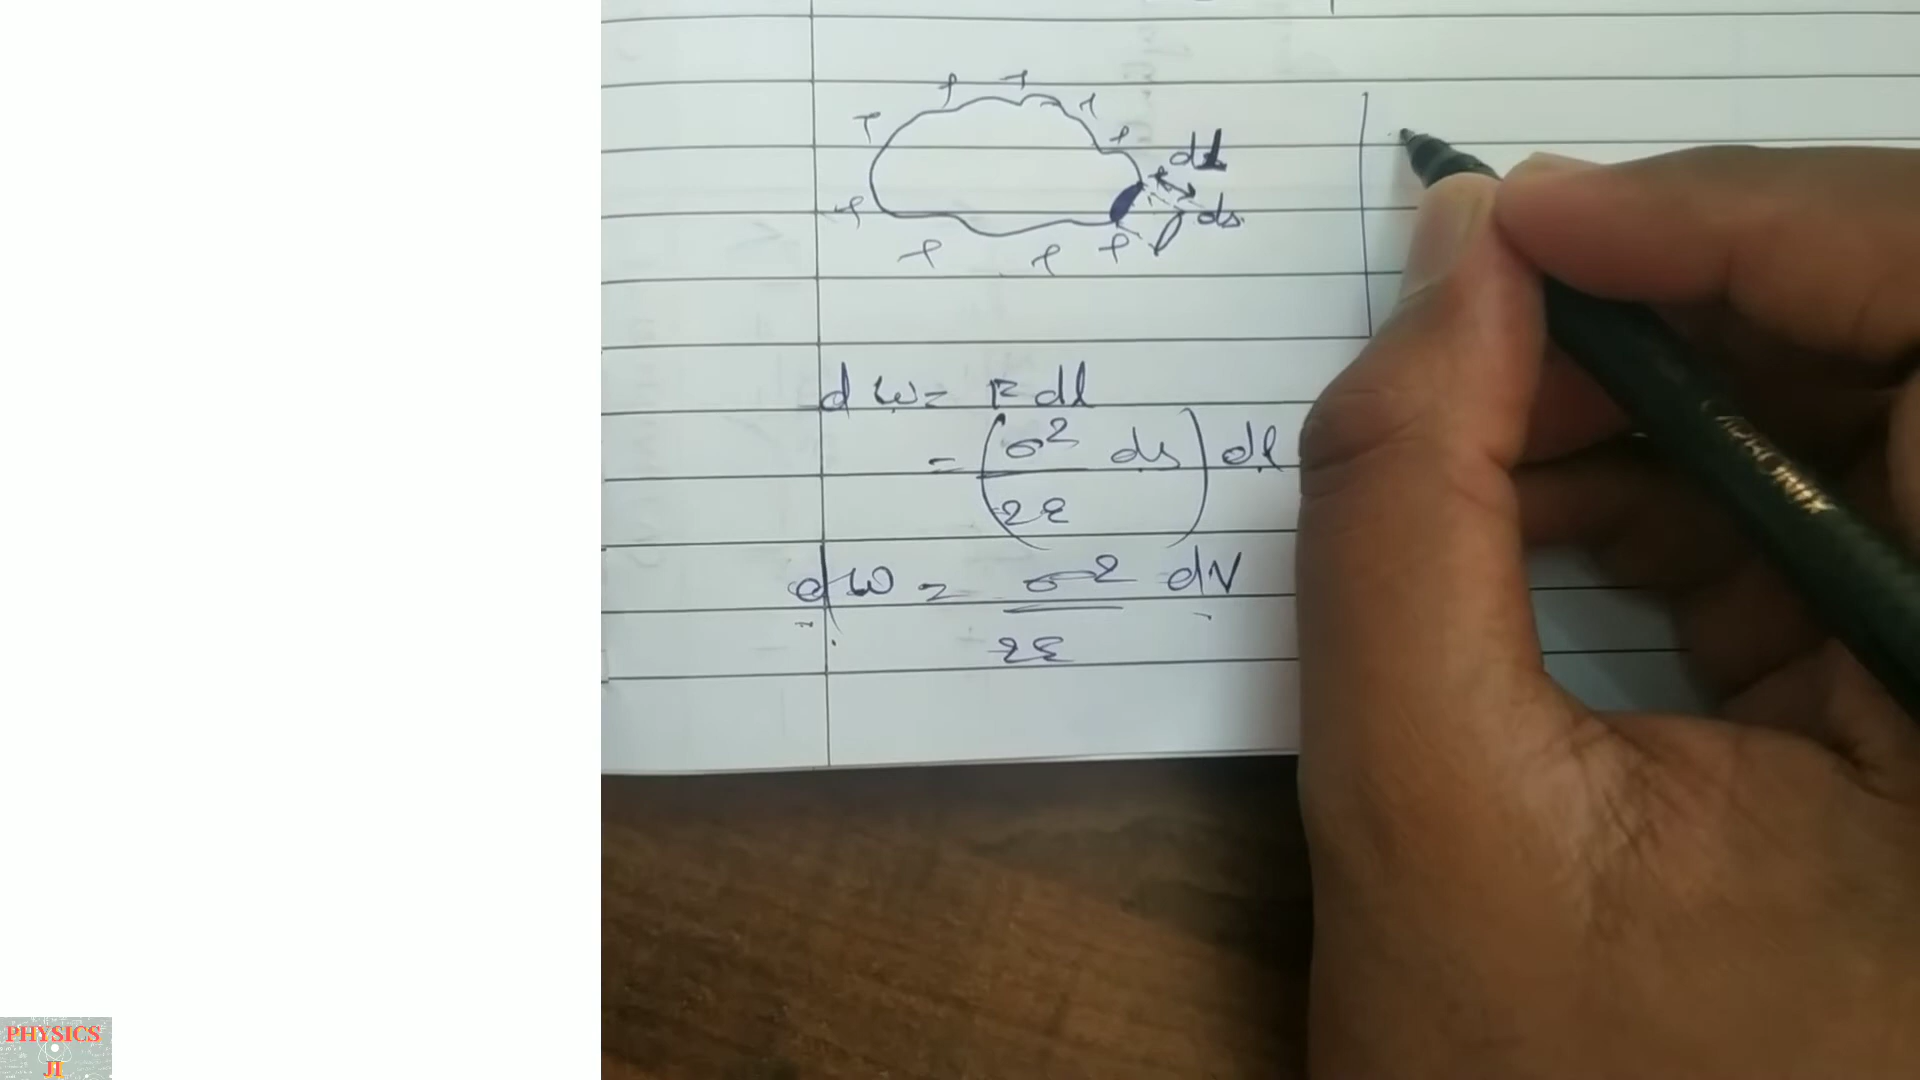 + + + + + dl
+ ds
+ + +
dW = F dl
= (σ² ds) dl
2ε
dW = σ² dV
2ε
PHYSICS
JI